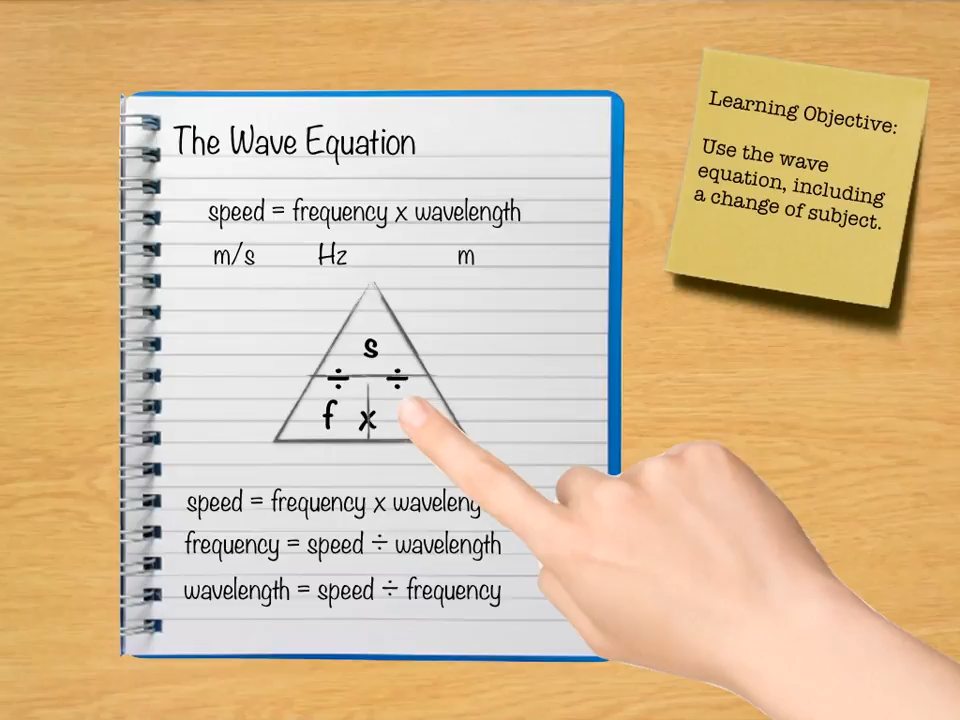 The Wave Equation
speed = frequency x wavelength
m/s Hz m
s
÷ ÷
f x
speed = frequency x
frequency = speed ÷ wavelength
wavelength = speed ÷ frequency
Learning Objective:
Use the wave
equation, including
a change of subject.